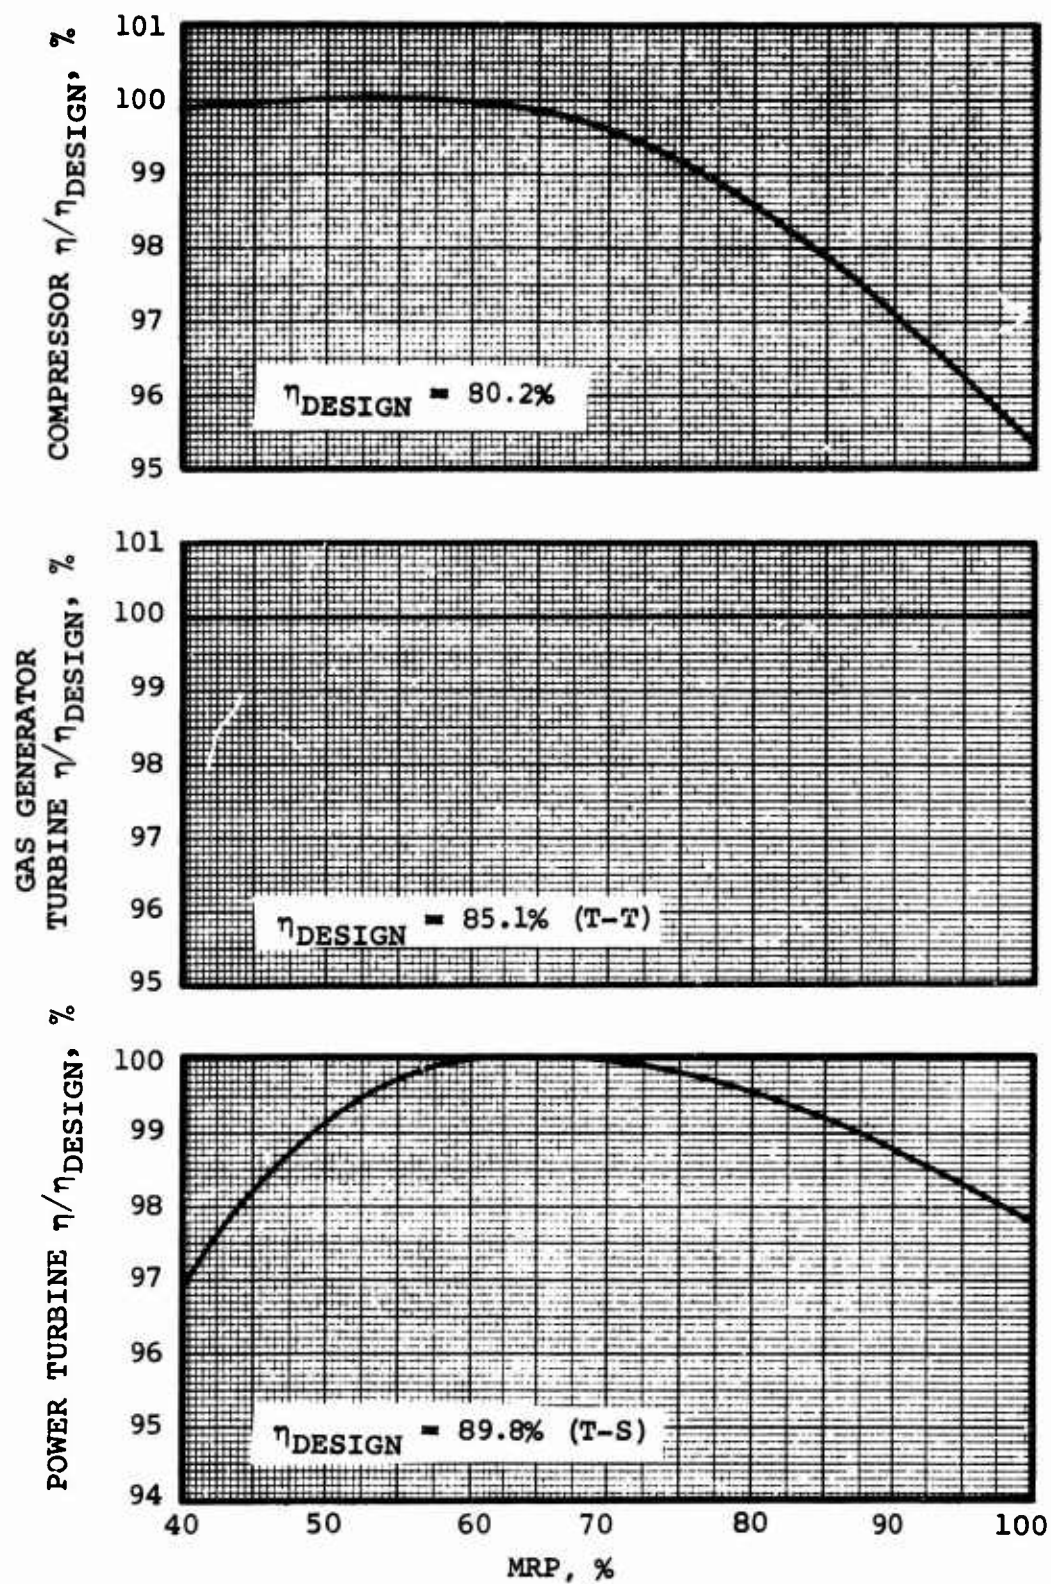 COMPRESSOR η/ηDESIGN, %
101
100
99
98
97
96
95
ηDESIGN = 80.2%
GAS GENERATOR
TURBINE η/ηDESIGN, %
101
100
99
98
97
96
95
ηDESIGN = 85.1% (T-T)
POWER TURBINE η/ηDESIGN, %
100
99
98
97
96
95
94
ηDESIGN = 89.8% (T-S)
40 50 60 70 80 90 100
MRP, %